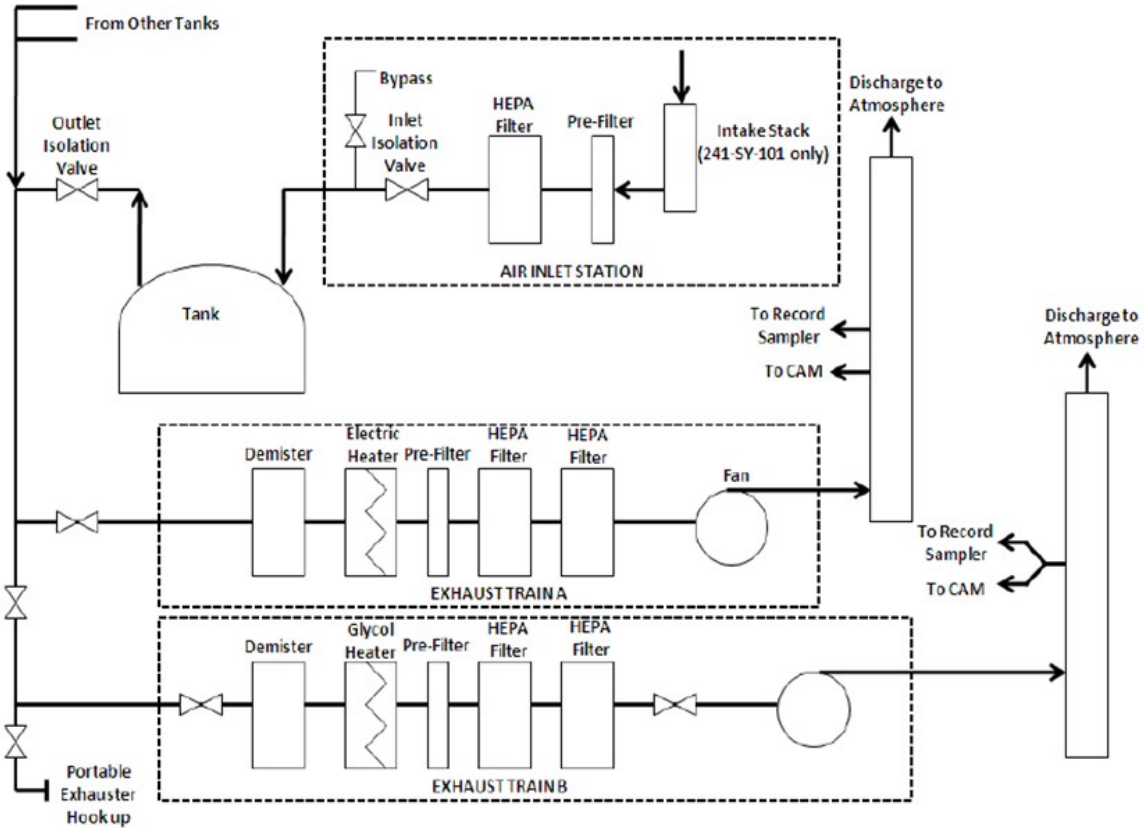 From Other Tanks
Outlet
Isolation
Valve
Bypass
Inlet
Isolation
Valve
HEPA
Filter
Pre-Filter
Intake Stack
(241-SY-101 only)
AIR INLET STATION
Tank
Discharge to
Atmosphere
To Record
Sampler
To CAM
Discharge to
Atmosphere
To Record
Sampler
To CAM
Demister
Electric
Heater
Pre-Filter
HEPA
Filter
HEPA
Filter
Fan
EXHAUST TRAIN A
Demister
Glycol
Heater
Pre-Filter
HEPA
Filter
HEPA
Filter
EXHAUST TRAIN B
Portable
Exhauster
Hook up